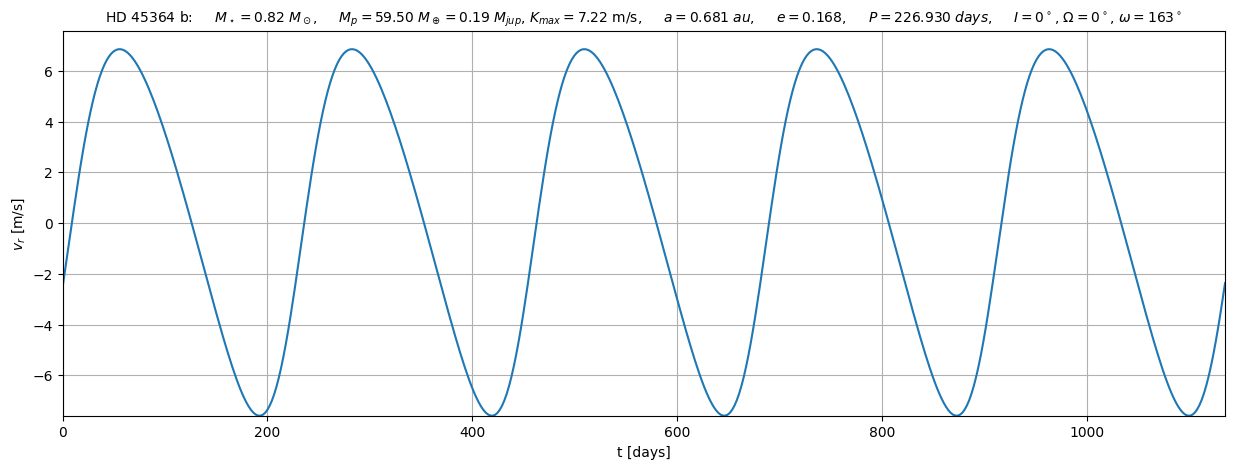 HD 45364 b: M⋆ = 0.82 M⊙, Mp = 59.50 M⊕ = 0.19 Mjup, Kmax = 7.22 m/s, a = 0.681 au, e = 0.168, P = 226.930 days, I = 0°, Ω = 0°, ω = 163°
6
4
2
0
−2
−4
−6
vr [m/s]
0 200 400 600 800 1000
t [days]